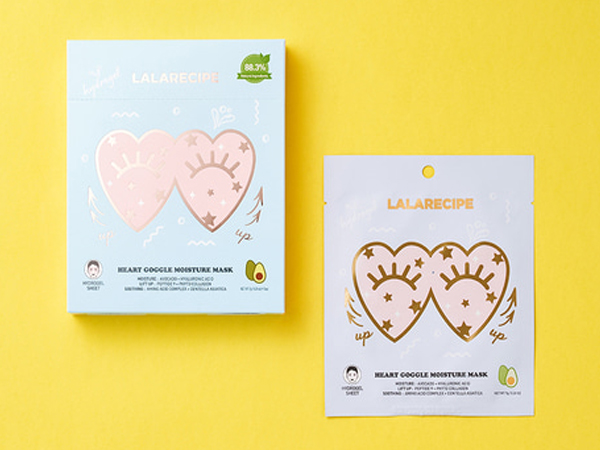 hydrogel
LALARECIPE
88.3%
up
up
HYDROGEL
SHEET
HEART GOGGLE MOISTURE MASK
MOISTURE : AVOCADO + HYALURONIC ACID
LIFT UP : PEPTIDE 9 + PHYTO COLLAGEN
SOOTHING : AMINO ACID COMPLEX + CENTELLA ASIATICA
LALARECIPE
up
up
HYDROGEL
SHEET
HEART GOGGLE MOISTURE MASK
MOISTURE : AVOCADO + HYALURONIC ACID
LIFT UP : PEPTIDE 9 + PHYTO COLLAGEN
SOOTHING : AMINO ACID COMPLEX + CENTELLA ASIATICA